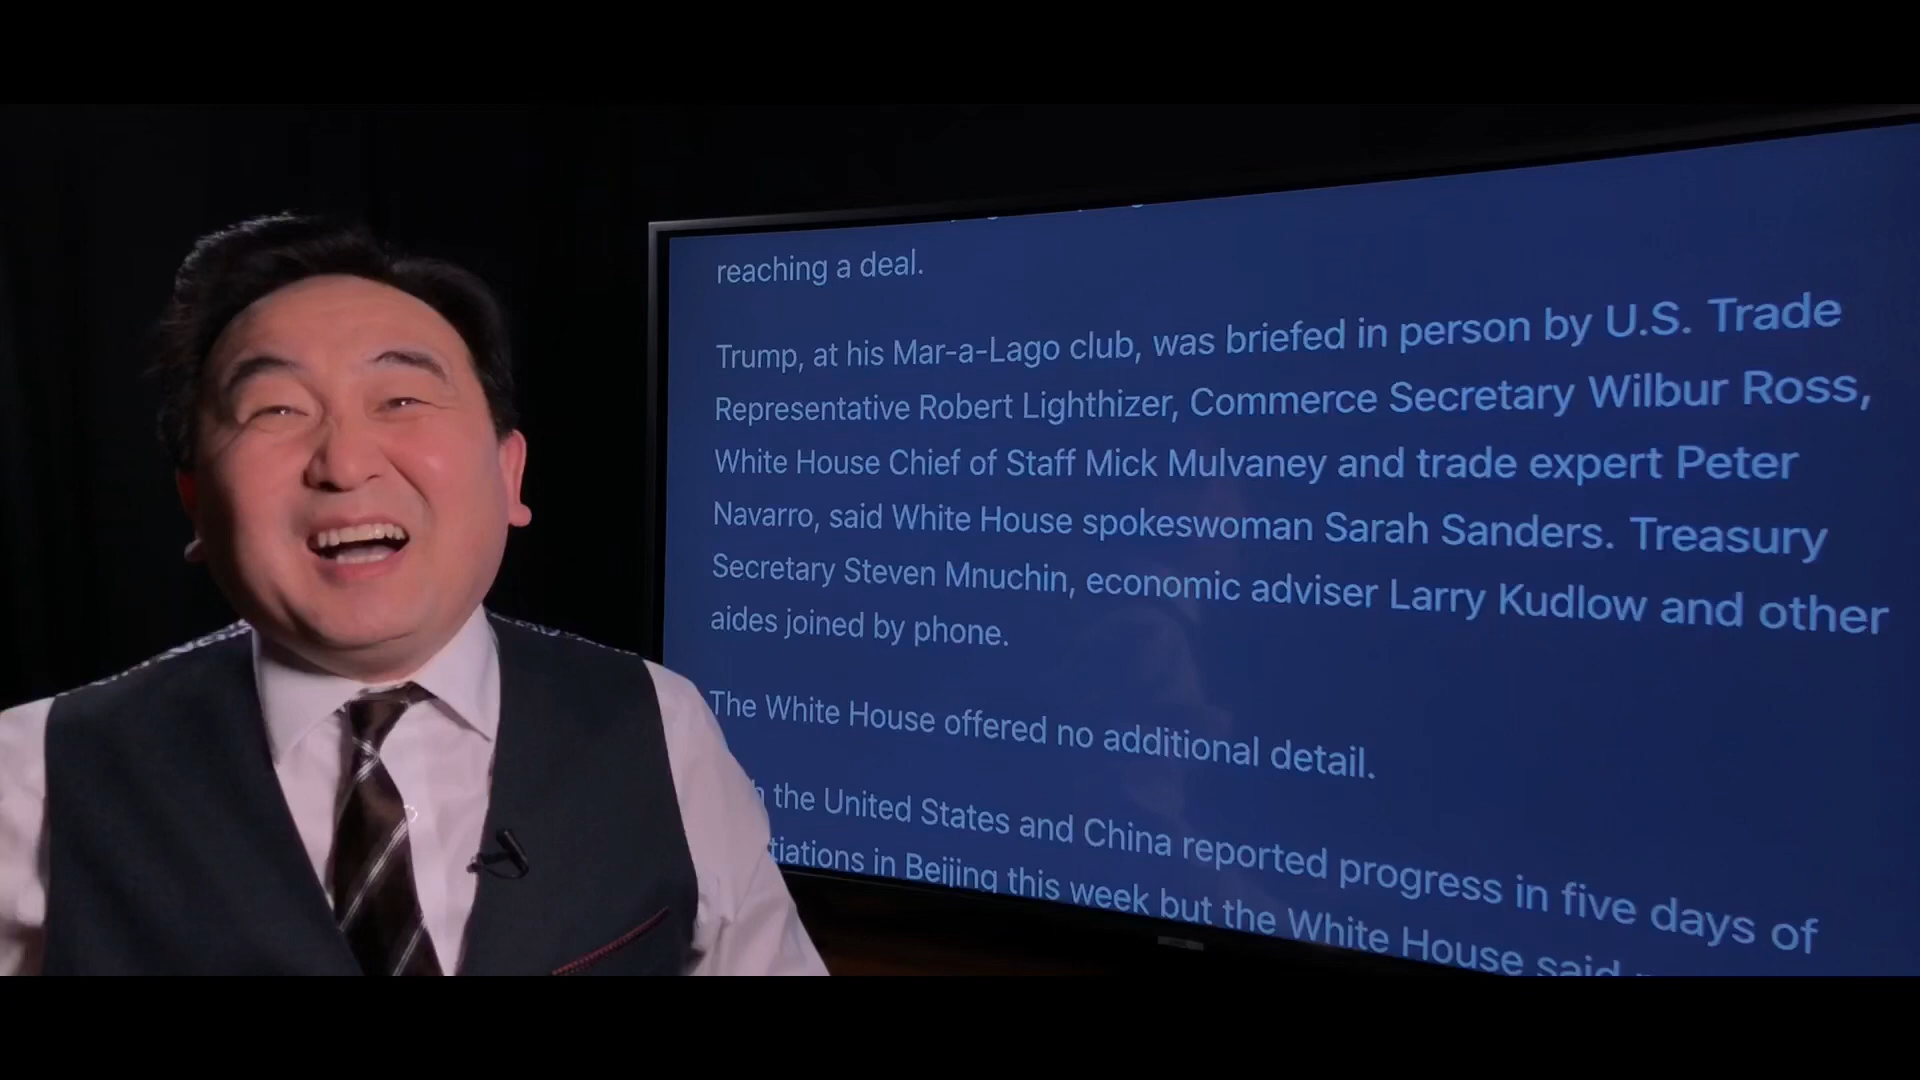 reaching a deal.
Trump, at his Mar-a-Lago club, was briefed in person by U.S. Trade
Representative Robert Lighthizer, Commerce Secretary Wilbur Ross,
White House Chief of Staff Mick Mulvaney and trade expert Peter
Navarro, said White House spokeswoman Sarah Sanders. Treasury
Secretary Steven Mnuchin, economic adviser Larry Kudlow and other
aides joined by phone.
The White House offered no additional detail.
the United States and China reported progress in five days of
tiations in Beijing this week but the White House said